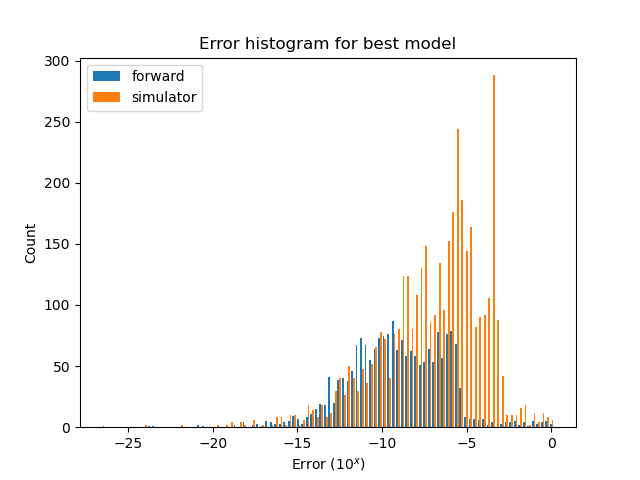 Error histogram for best model
300
250
200
150
100
50
0
Count
forward
simulator
−25
−20
−15
−10
−5
0
Error (10^x)